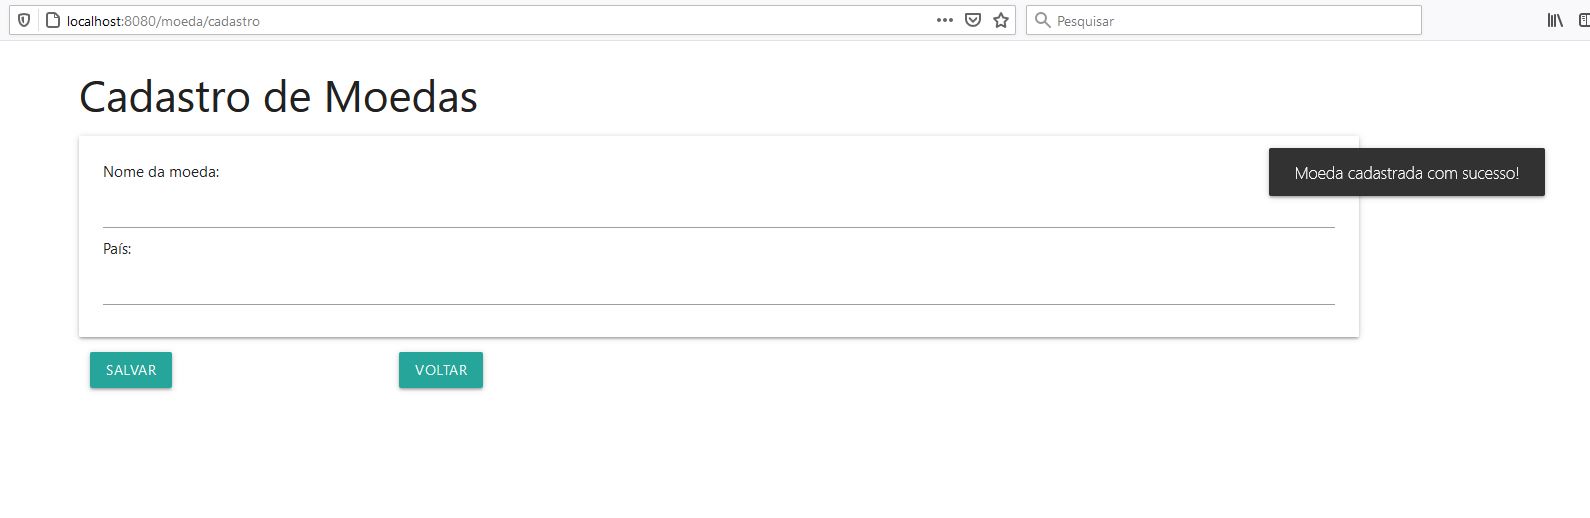 localhost:8080/moeda/cadastro
Pesquisar
Cadastro de Moedas
Nome da moeda:
Moeda cadastrada com sucesso!
País:
SALVAR
VOLTAR